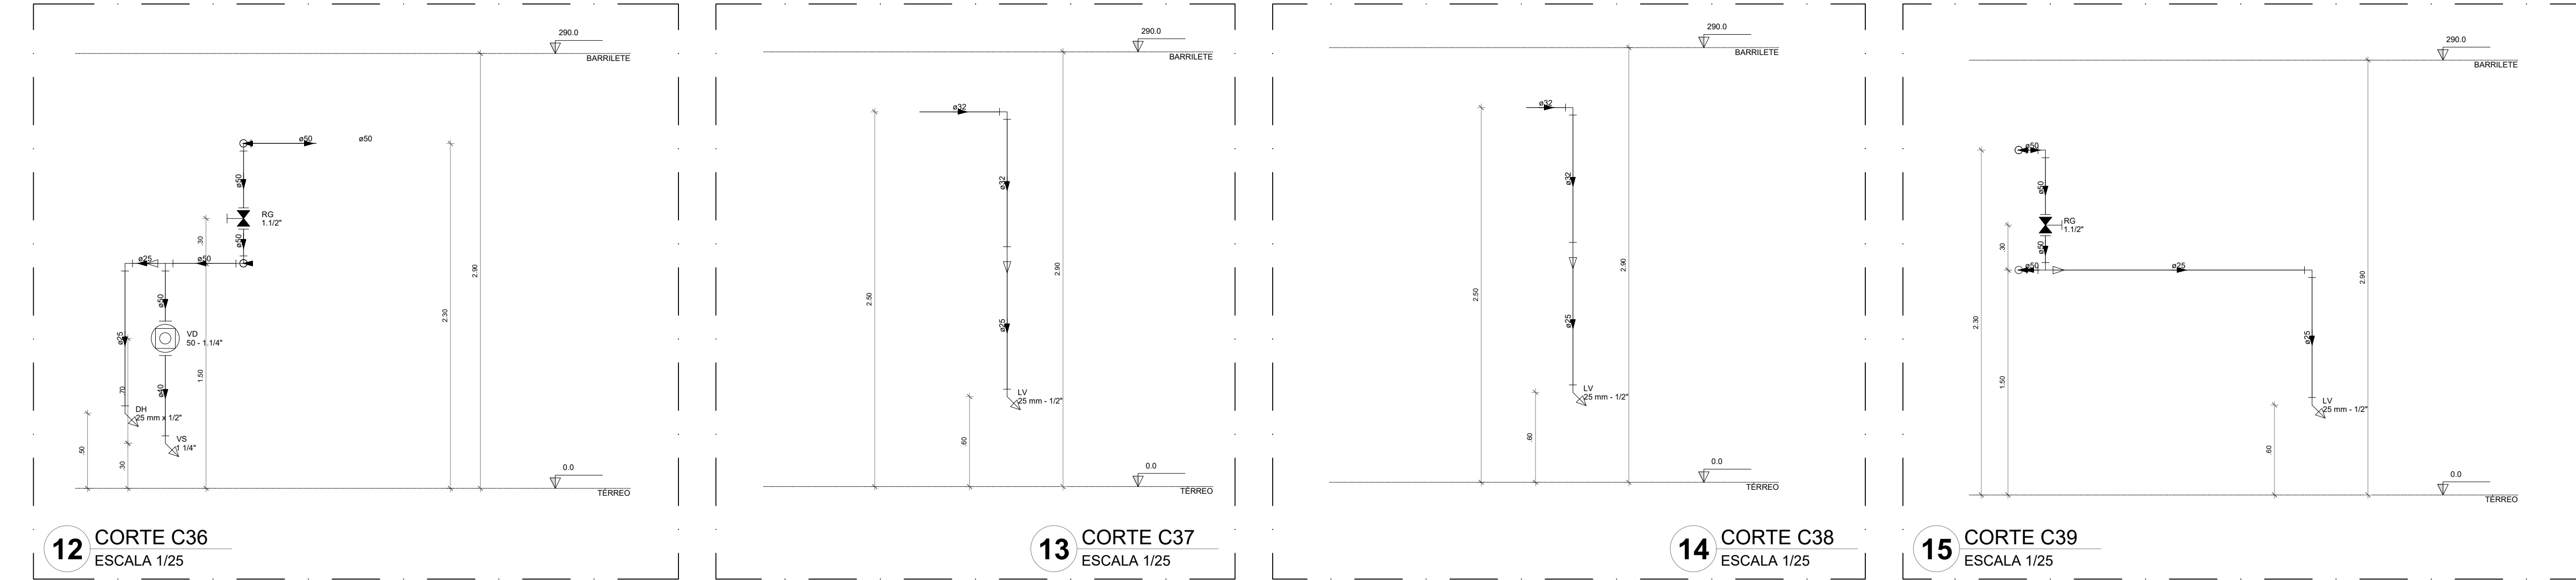 290.0
BARRILETE
ø50
ø50
ø50
RG
1.1/2"
.30
ø50
ø25
ø50
2.90
ø50
2.30
VD
50 - 1.1/4"
ø25
1.50
.70
ø40
DH
25 mm x 1/2"
VS
1 1/4"
.50
.30
0.0
TÉRREO
12
CORTE C36
ESCALA 1/25
290.0
BARRILETE
ø32
ø32
2.90
2.50
ø25
LV
25 mm - 1/2"
.60
0.0
TÉRREO
13
CORTE C37
ESCALA 1/25
290.0
BARRILETE
ø32
ø32
2.90
2.50
ø25
LV
25 mm - 1/2"
.60
0.0
TÉRREO
14
CORTE C38
ESCALA 1/25
290.0
BARRILETE
ø50
ø50
RG
1.1/2"
.30
ø50
ø50
ø25
2.90
2.30
ø25
1.50
LV
25 mm - 1/2"
.60
0.0
TÉRREO
15
CORTE C39
ESCALA 1/25